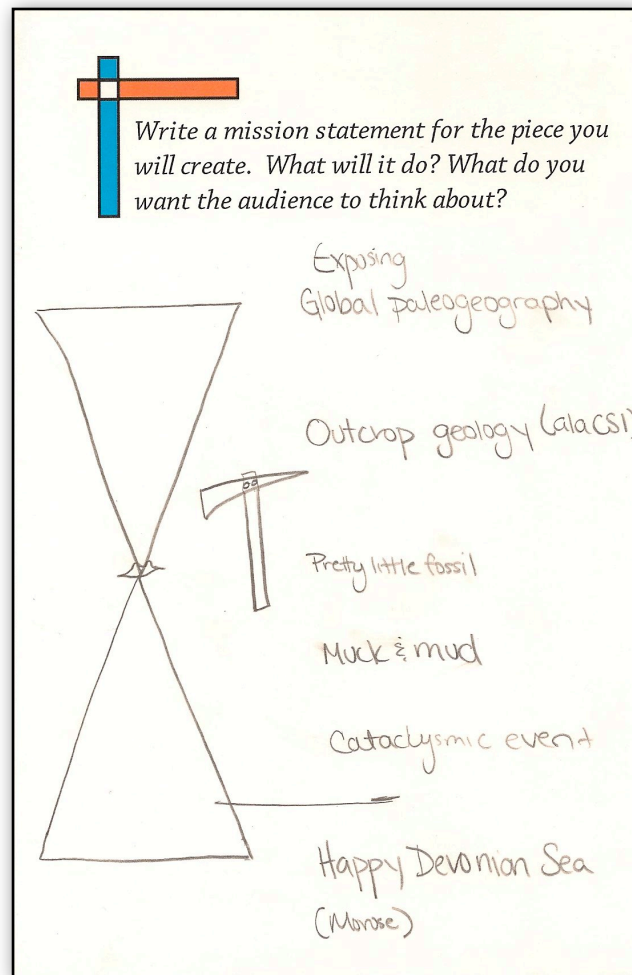 Write a mission statement for the piece you
will create. What will it do? What do you
want the audience to think about?
Exposing
Global paleogeography
Outcrop geology (ala CSI)
Pretty little fossil
Muck & mud
Cataclysmic event
Happy Devonian Sea
(Morose)